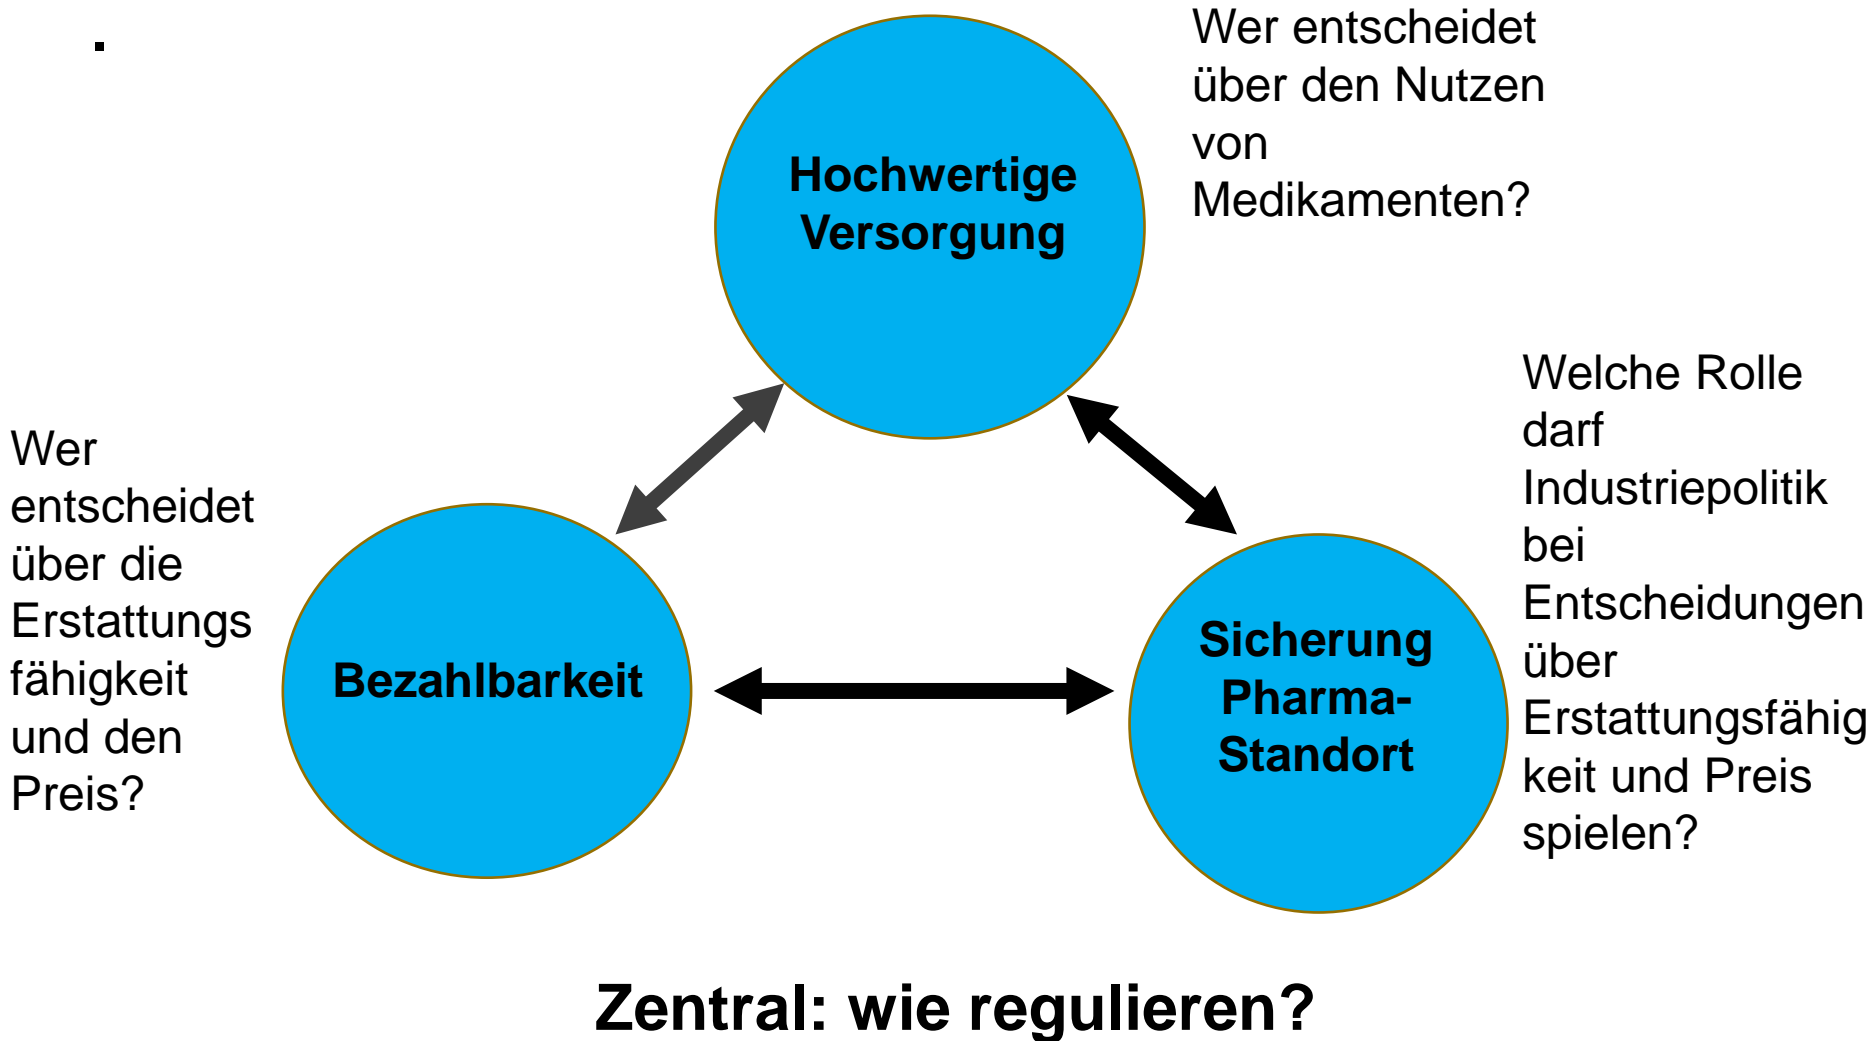 Wer entscheidet
über den Nutzen
von
Medikamenten?
Hochwertige
Versorgung
Wer
entscheidet
über die
Erstattungs
fähigkeit
und den
Preis?
Bezahlbarkeit
Sicherung
Pharma-
Standort
Welche Rolle
darf
Industriepolitik
bei
Entscheidungen
über
Erstattungsfähig
keit und Preis
spielen?
Zentral: wie regulieren?